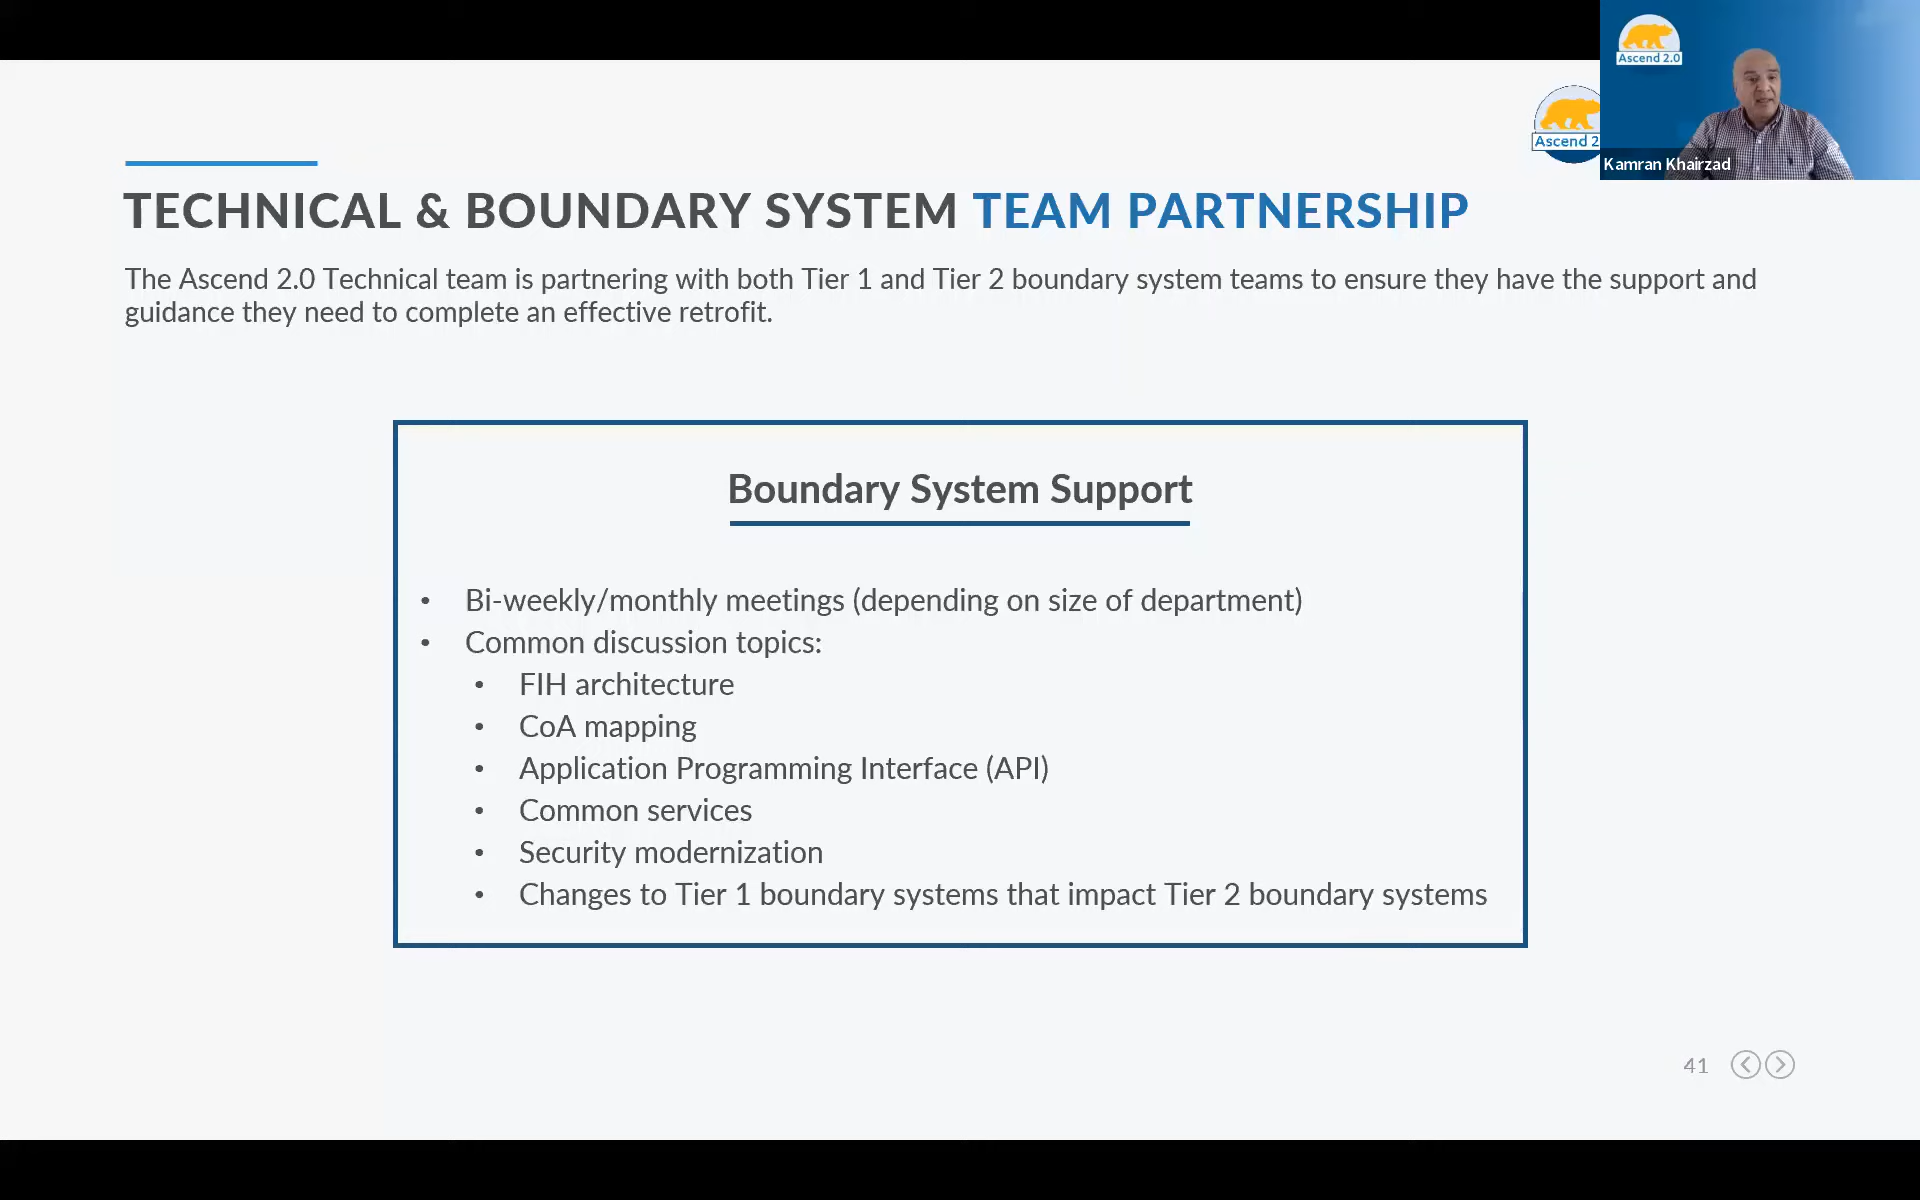 Ascend 2.0
Ascend 2
Kamran Khairzad
TECHNICAL & BOUNDARY SYSTEM TEAM PARTNERSHIP
The Ascend 2.0 Technical team is partnering with both Tier 1 and Tier 2 boundary system teams to ensure they have the support and
guidance they need to complete an effective retrofit.
Boundary System Support
• Bi-weekly/monthly meetings (depending on size of department)
• Common discussion topics:
• FIH architecture
• CoA mapping
• Application Programming Interface (API)
• Common services
• Security modernization
• Changes to Tier 1 boundary systems that impact Tier 2 boundary systems
41